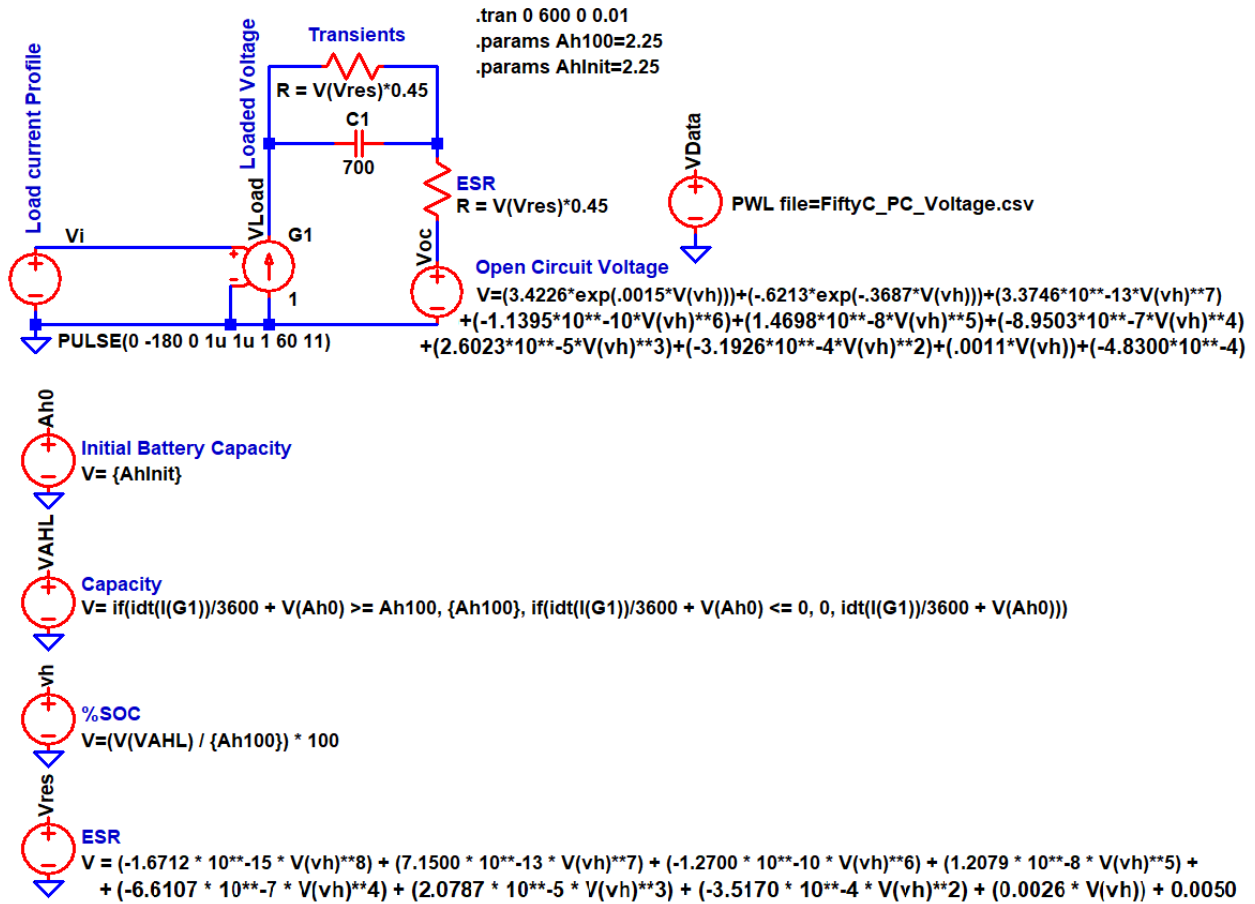 .tran 0 600 0 0.01
.params Ah100=2.25
.params AhInit=2.25
Load current Profile
Loaded Voltage
Transients
R = V(Vres)*0.45
C1
700
ESR
R = V(Vres)*0.45
VData
PWL file=FiftyC_PC_Voltage.csv
Vi
VLoad
G1
1
Voc
Open Circuit Voltage
V=(3.4226*exp(.0015*V(vh)))+(-.6213*exp(-.3687*V(vh)))+(3.3746*10**-13*V(vh)**7)
+(-1.1395*10**-10*V(vh)**6)+(1.4698*10**-8*V(vh)**5)+(-8.9503*10**-7*V(vh)**4)
+(2.6023*10**-5*V(vh)**3)+(-3.1926*10**-4*V(vh)**2)+(.0011*V(vh))+(-4.8300*10**-4)
PULSE(0 -180 0 1u 1u 1 60 11)
Ah0
Initial Battery Capacity
V= {AhInit}
VAHL
Capacity
V= if(idt(I(G1))/3600 + V(Ah0) >= Ah100, {Ah100}, if(idt(I(G1))/3600 + V(Ah0) <= 0, 0, idt(I(G1))/3600 + V(Ah0)))
vh
%SOC
V=(V(VAHL) / {Ah100}) * 100
Vres
ESR
V = (-1.6712 * 10**-15 * V(vh)**8) + (7.1500 * 10**-13 * V(vh)**7) + (-1.2700 * 10**-10 * V(vh)**6) + (1.2079 * 10**-8 * V(vh)**5) +
+ (-6.6107 * 10**-7 * V(vh)**4) + (2.0787 * 10**-5 * V(vh)**3) + (-3.5170 * 10**-4 * V(vh)**2) + (0.0026 * V(vh)) + 0.0050